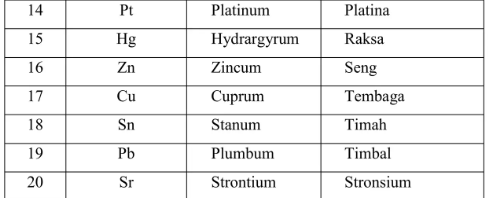 14 Pt Platinum Platina
15 Hg Hydrargyrum Raksa
16 Zn Zincum Seng
17 Cu Cuprum Tembaga
18 Sn Stanum Timah
19 Pb Plumbum Timbal
20 Sr Strontium Stronsium